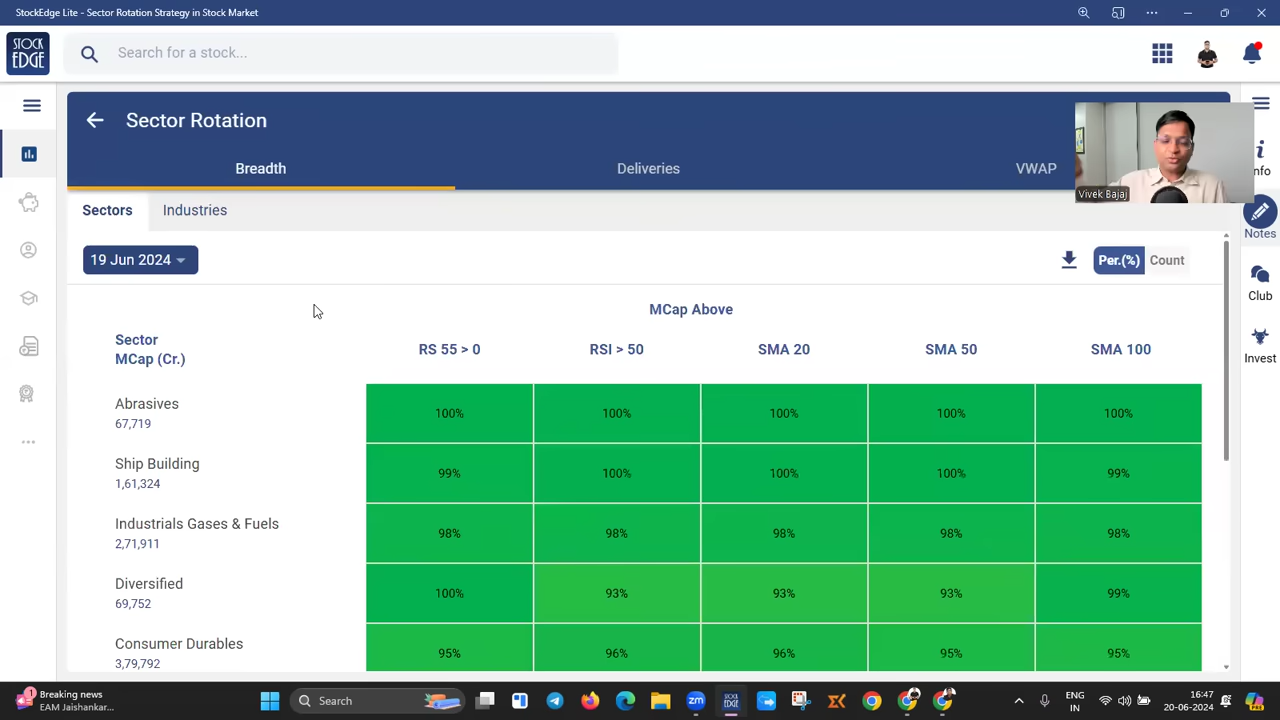 StockEdge Lite - Sector Rotation Strategy in Stock Market
STOCK
EDGE
Search for a stock...
Sector Rotation
Breadth
Deliveries
VWAP
Vivek Bajaj
Info
Notes
Club
Invest
Sectors
Industries
19 Jun 2024
Per.(%)
Count
MCap Above
Sector
MCap (Cr.)
RS 55 > 0
RSI > 50
SMA 20
SMA 50
SMA 100
Abrasives
67,719
100%
100%
100%
100%
100%
Ship Building
1,61,324
99%
100%
100%
100%
99%
Industrials Gases & Fuels
2,71,911
98%
98%
98%
98%
98%
Diversified
69,752
100%
93%
93%
93%
99%
Consumer Durables
3,79,792
95%
96%
96%
95%
95%
1
Breaking news
EAM Jaishankar...
Search
zm
STOCK
EDGE
ENG
IN
16:47
20-06-2024